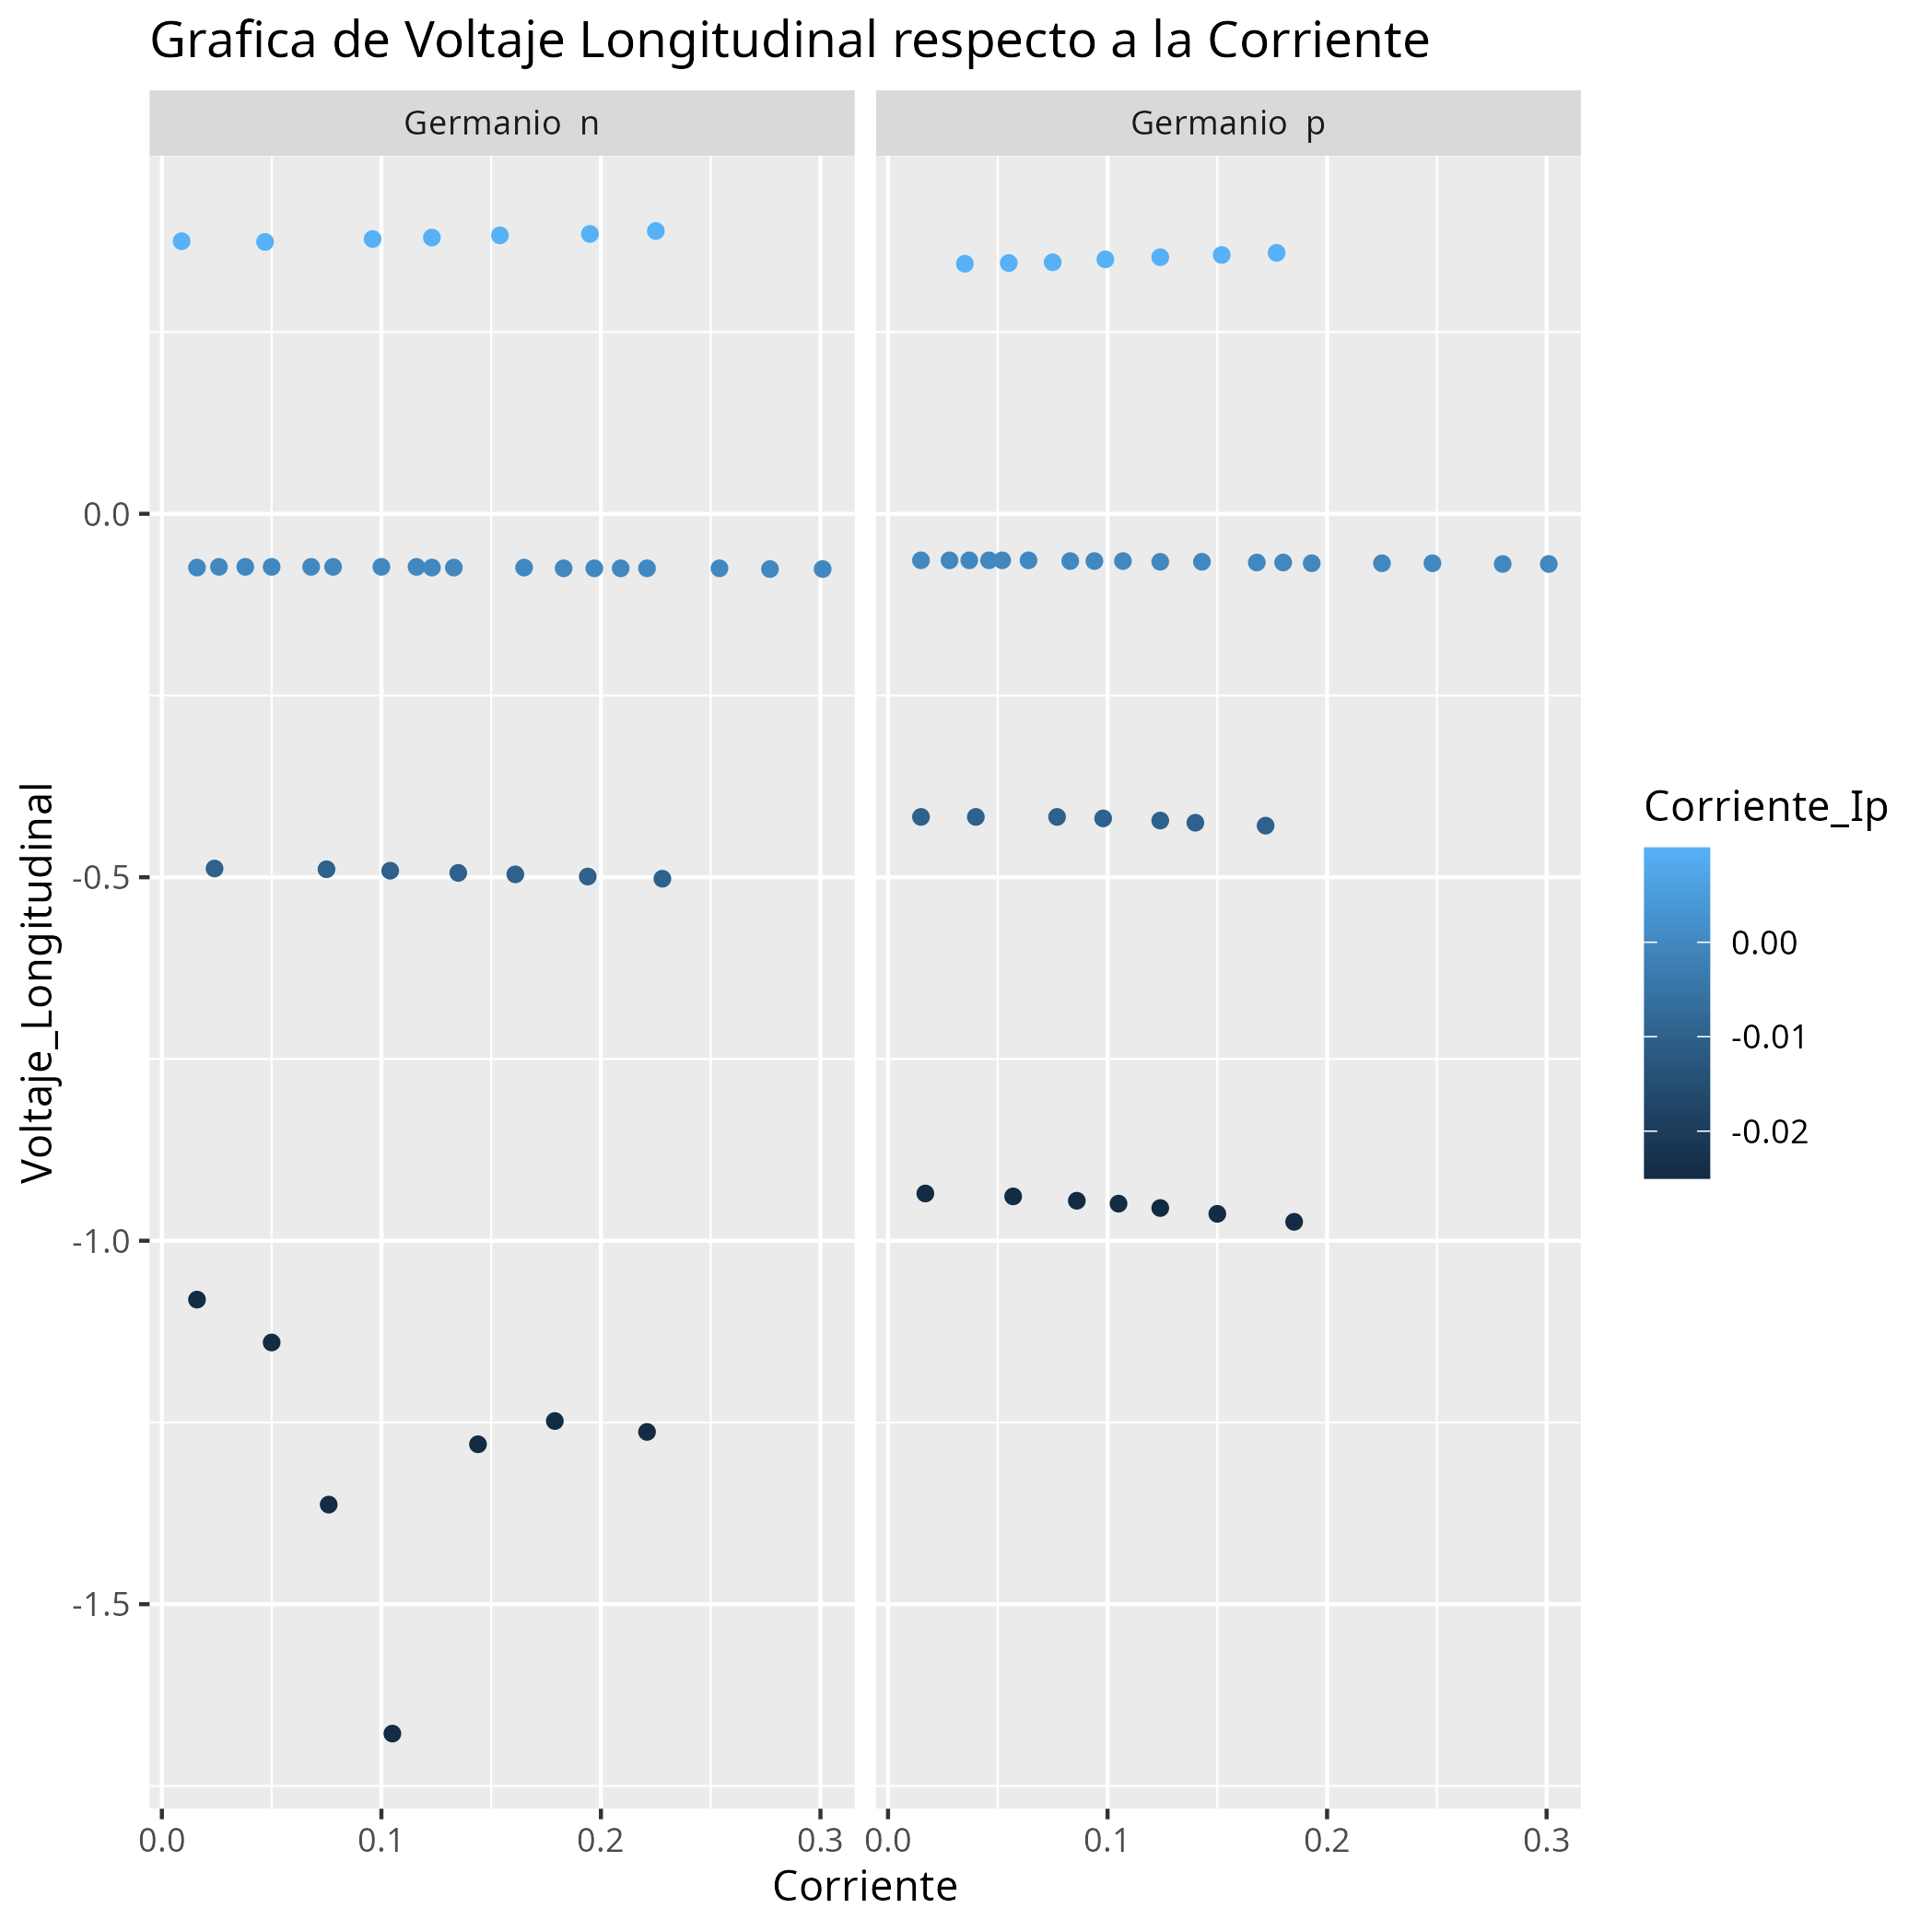 Grafica de Voltaje Longitudinal respecto a la Corriente
Germanio  n
Germanio  p
Voltaje_Longitudinal
0.0
-0.5
-1.0
-1.5
0.0
0.1
0.2
0.3
0.0
0.1
0.2
0.3
Corriente
Corriente_Ip
0.00
-0.01
-0.02